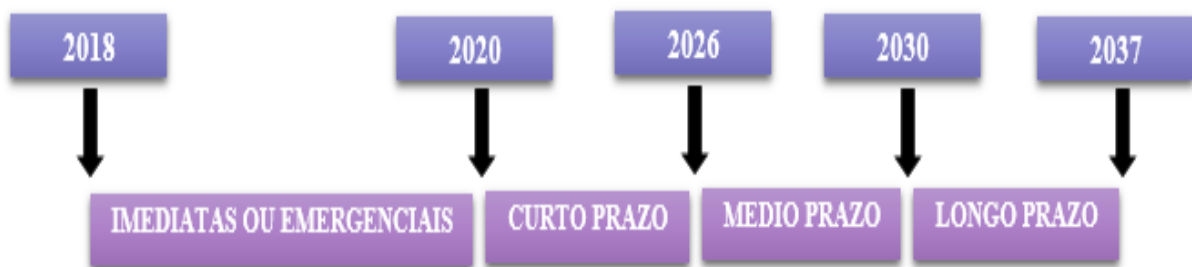 2018
2020
2026
2030
2037
IMEDIATAS OU EMERGENCIAIS
CURTO PRAZO
MEDIO PRAZO
LONGO PRAZO